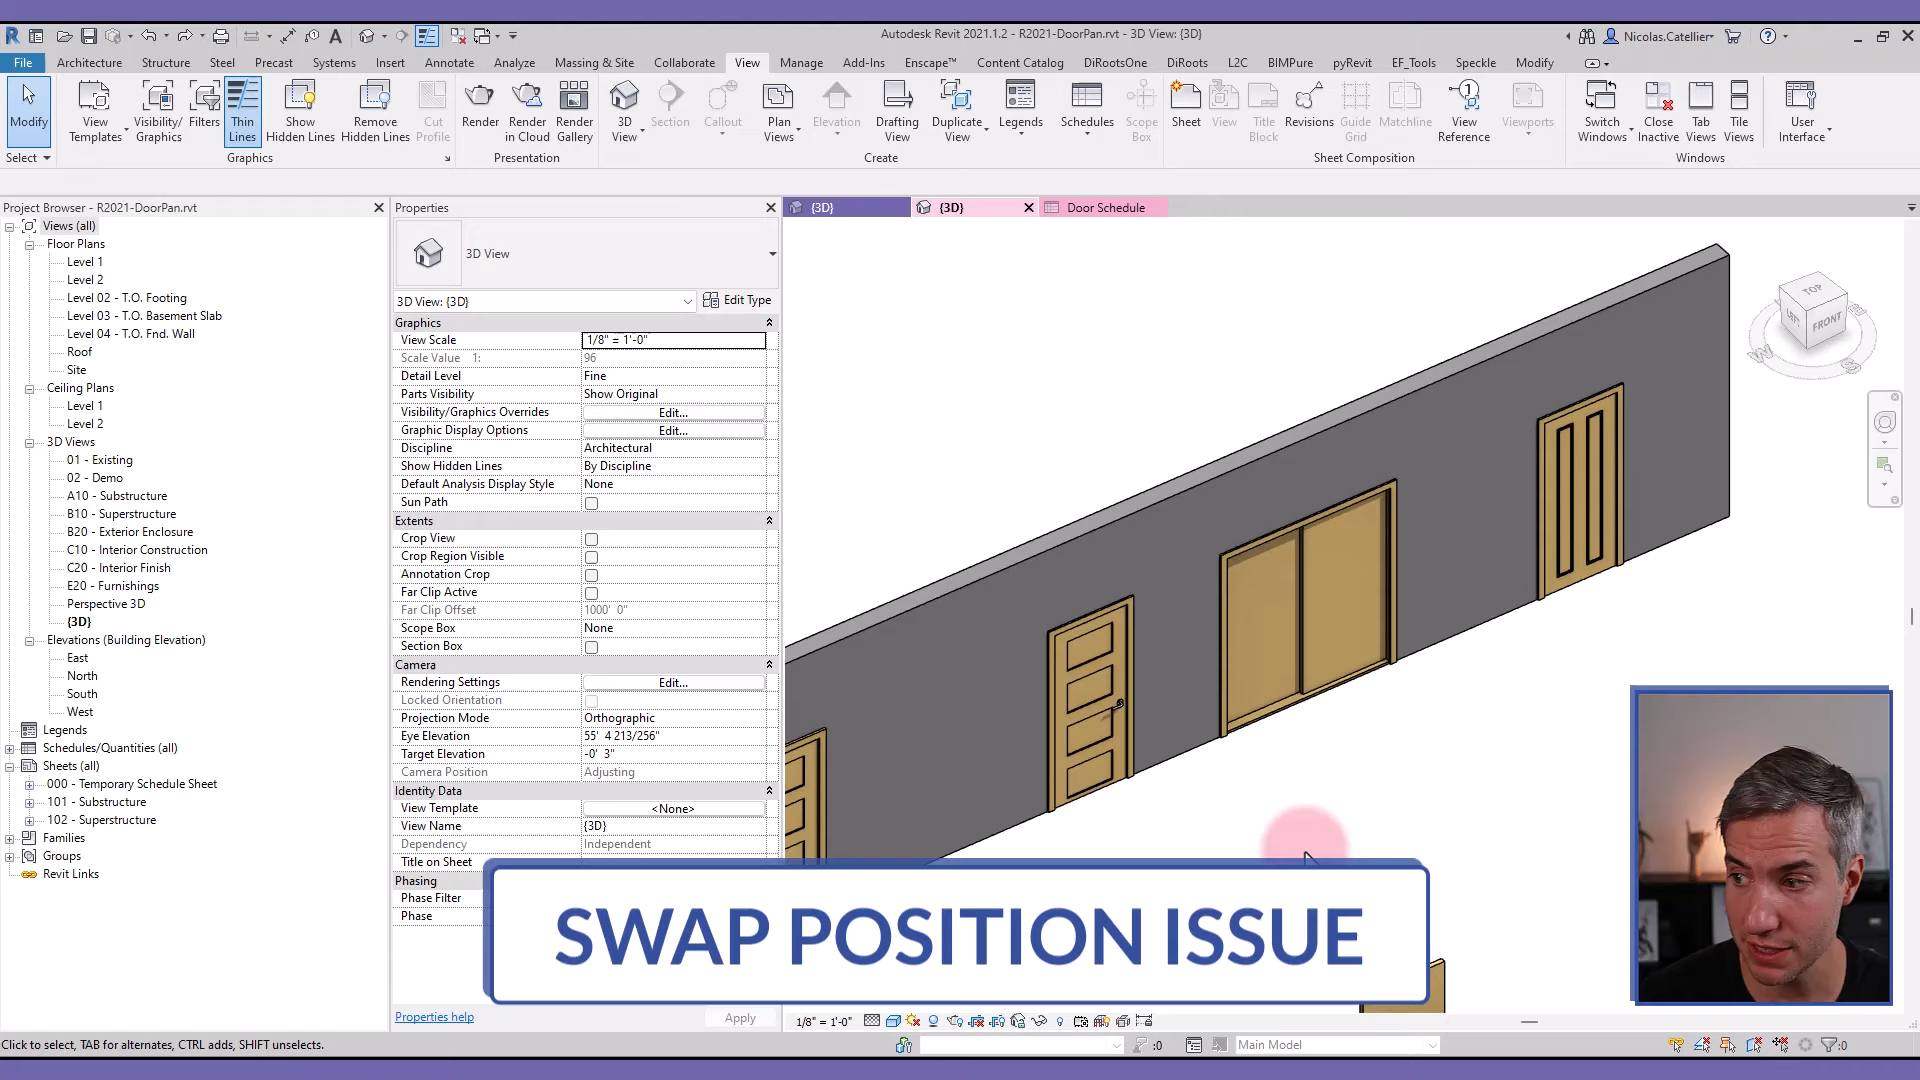 Autodesk Revit 2021.1.2 - R2021-DoorPan.rvt - 3D View: {3D}
Nicolas.Catellier
File Architecture Structure Steel Precast Systems Insert Annotate Analyze Massing & Site Collaborate View Manage Add-Ins Enscape™ Content Catalog DiRootsOne DiRoots L2C BIMPure pyRevit EF_Tools Speckle Modify
Modify
View
Templates
Visibility/
Graphics
Filters
Thin
Lines
Show
Hidden Lines
Remove
Hidden Lines
Cut
Profile
Render
Render
in Cloud
Render
Gallery
3D
View
Section
Callout
Plan
Views
Elevation
Drafting
View
Duplicate
View
Legends
Schedules
Scope
Box
Sheet
View
Title
Block
Revisions
Guide
Grid
Matchline
View
Reference
Viewports
Switch
Windows
Close
Inactive
Tab
Views
Tile
Views
User
Interface
Select Graphics Presentation Create Sheet Composition Windows
Project Browser - R2021-DoorPan.rvt
Views (all)
Floor Plans
Level 1
Level 2
Level 02 - T.O. Footing
Level 03 - T.O. Basement Slab
Level 04 - T.O. Fnd. Wall
Roof
Site
Ceiling Plans
Level 1
Level 2
3D Views
01 - Existing
02 - Demo
A10 - Substructure
B10 - Superstructure
B20 - Exterior Enclosure
C10 - Interior Construction
C20 - Interior Finish
E20 - Furnishings
Perspective 3D
{3D}
Elevations (Building Elevation)
East
North
South
West
Legends
Schedules/Quantities (all)
Sheets (all)
000 - Temporary Schedule Sheet
101 - Substructure
102 - Superstructure
Families
Groups
Revit Links
Properties
3D View
3D View: {3D} Edit Type
Graphics
View Scale 1/8" = 1'-0"
Scale Value 1: 96
Detail Level Fine
Parts Visibility Show Original
Visibility/Graphics Overrides Edit...
Graphic Display Options Edit...
Discipline Architectural
Show Hidden Lines By Discipline
Default Analysis Display Style None
Sun Path
Extents
Crop View
Crop Region Visible
Annotation Crop
Far Clip Active
Far Clip Offset 1000' 0"
Scope Box None
Section Box
Camera
Rendering Settings Edit...
Locked Orientation
Projection Mode Orthographic
Eye Elevation 55' 4 213/256"
Target Elevation -0' 3"
Camera Position Adjusting
Identity Data
View Template <None>
View Name {3D}
Dependency Independent
Title on Sheet
Phasing
Phase Filter
Phase
Properties help Apply
{3D} {3D} Door Schedule
TOP
LEFT FRONT
W S
SWAP POSITION ISSUE
1/8" = 1'-0"
Click to select, TAB for alternates, CTRL adds, SHIFT unselects.
:0 Main Model :0